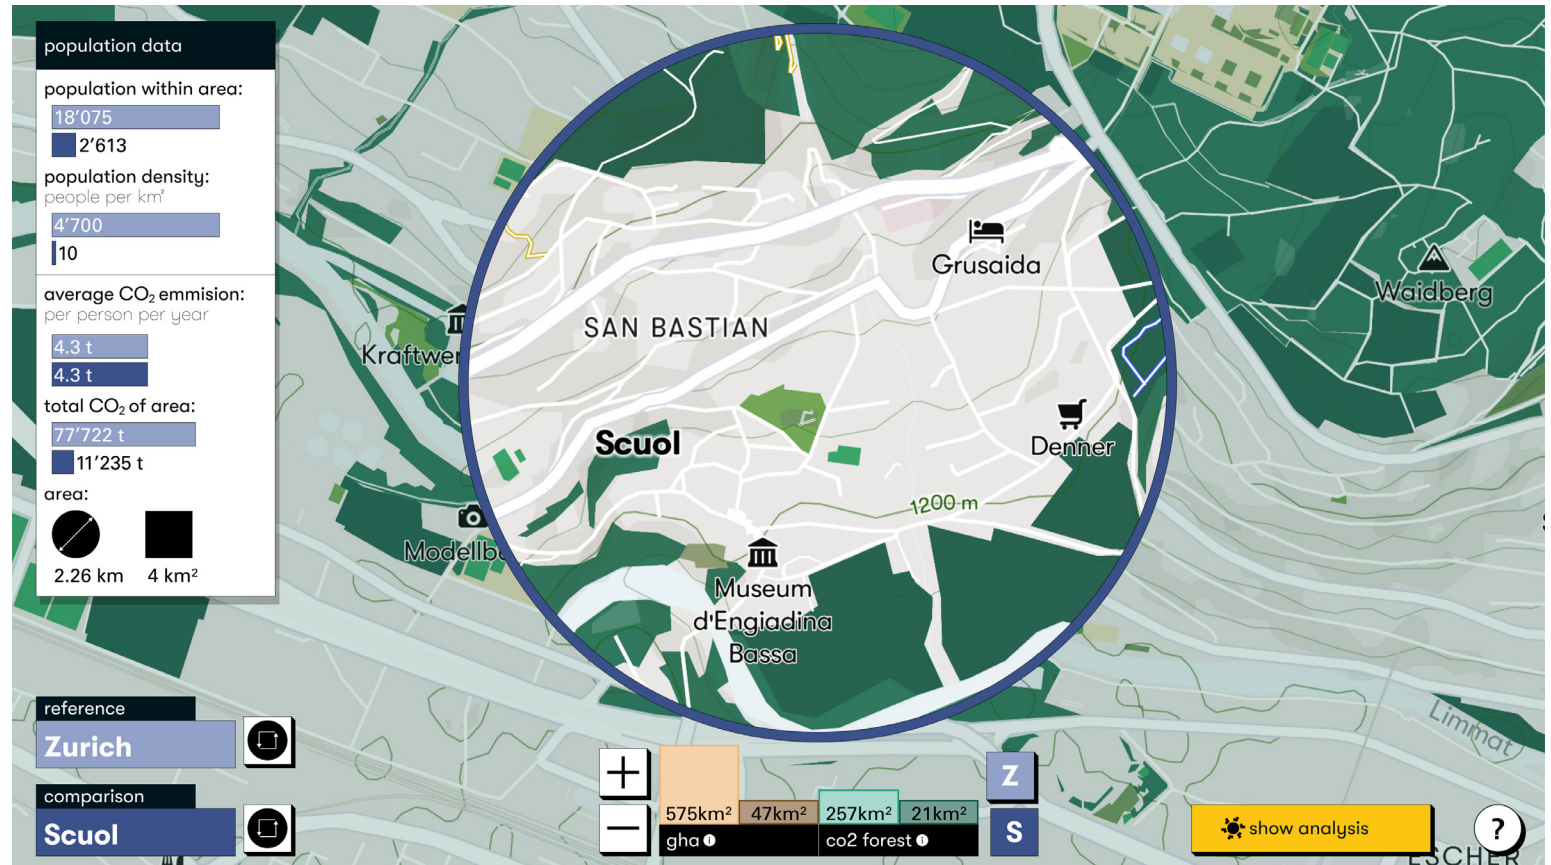 population data
population within area:
18’075
2’613
population density:
people per km²
4’700
10
average CO₂ emmision:
per person per year
4.3 t
4.3 t
total CO₂ of area:
77’722 t
11’235 t
area:
2.26 km
4 km²
reference
Zurich
comparison
Scuol
Grusaida
SAN BASTIAN
Kraftwer
Waidberg
Scuol
Denner
1200 m
Modellb
Museum
d'Engiadina
Bassa
Limmat
575km²
47km²
257km²
21km²
gha
co2 forest
Z
S
show analysis
?
ESCHER